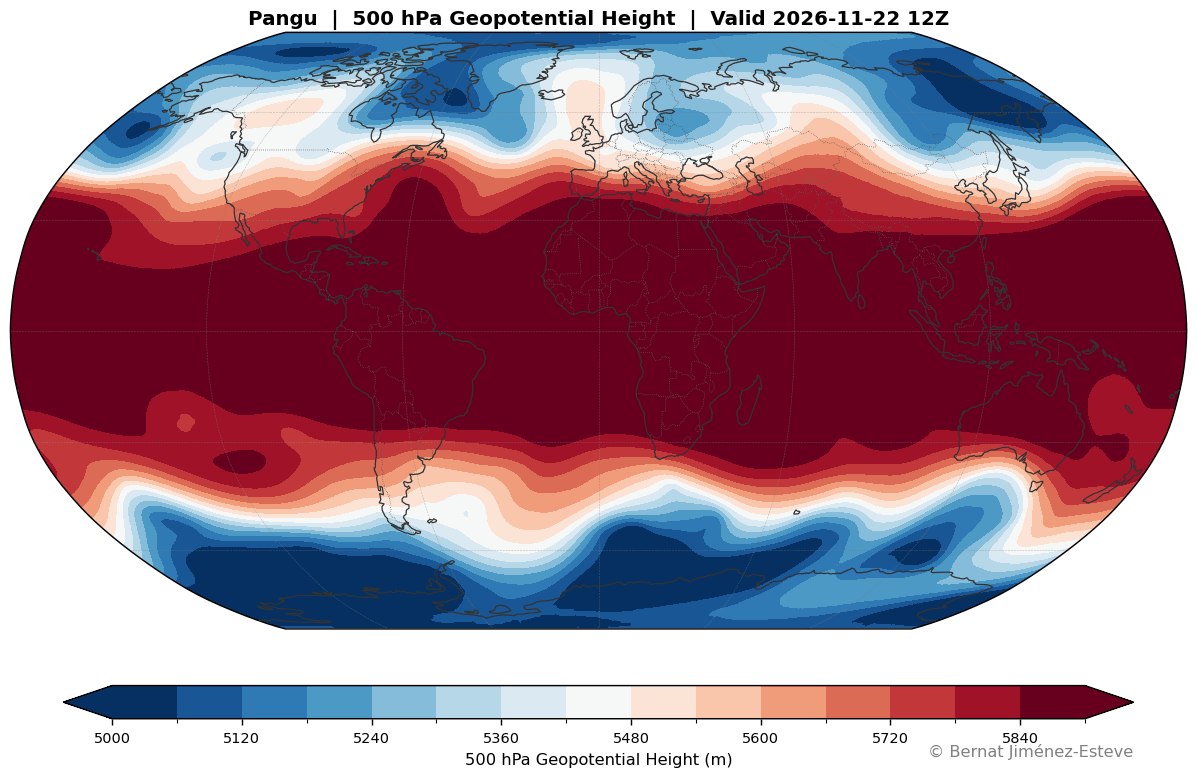 Pangu | 500 hPa Geopotential Height | Valid 2026-11-22 12Z
5000 5120 5240 5360 5480 5600 5720 5840
500 hPa Geopotential Height (m)
© Bernat Jiménez-Esteve